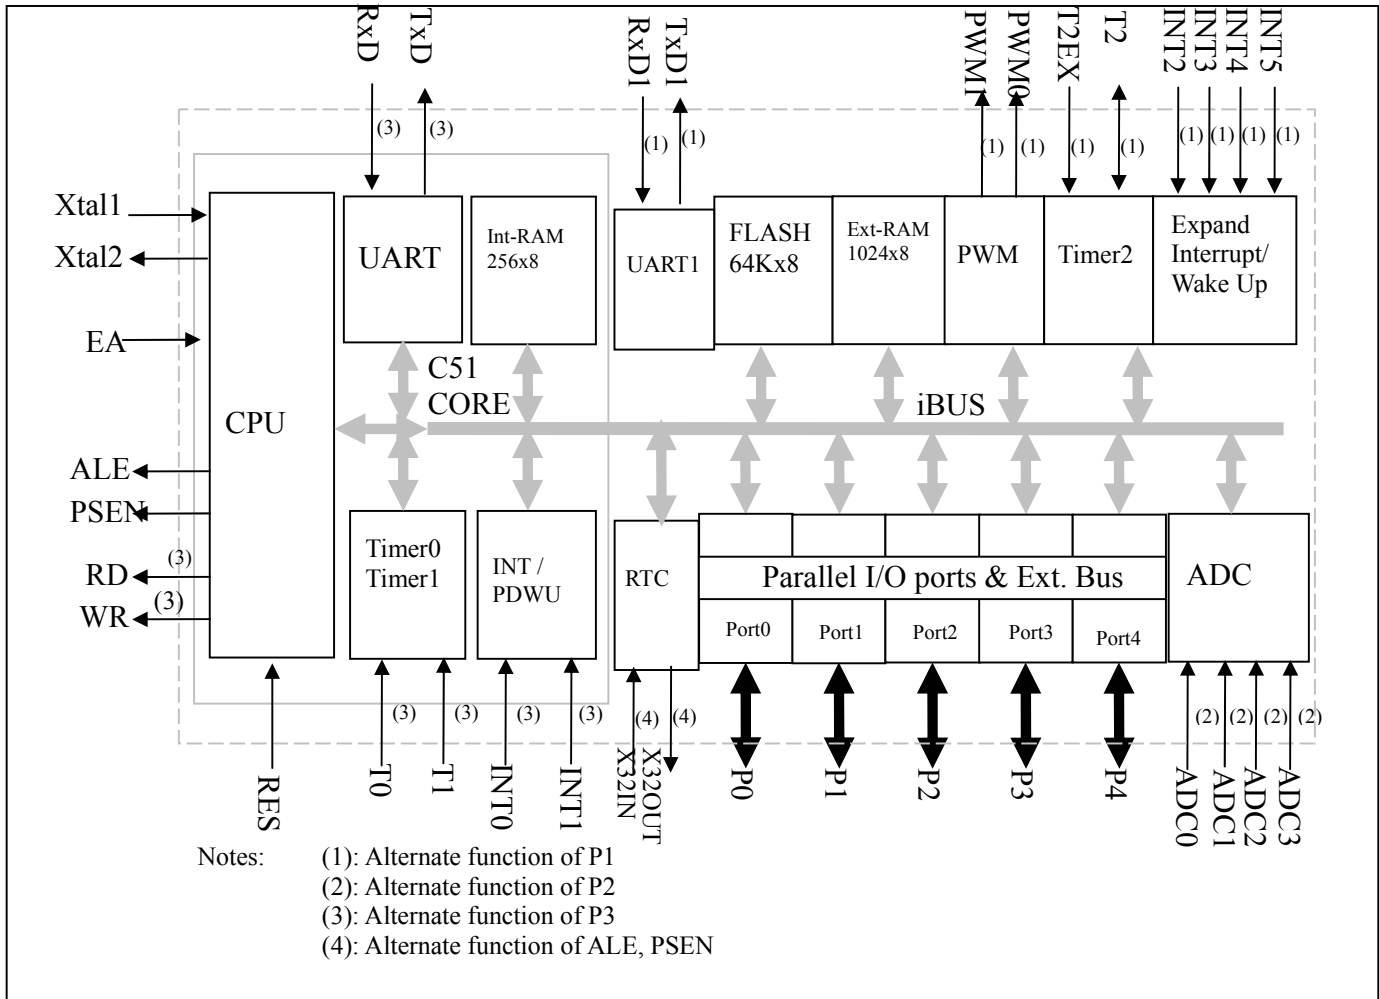 RxD
TxD
RxD1
TxD1
PWM1
PWM0
T2EX
T2
INT2
INT3
INT4
INT5
(3)
(3)
(1)
(1)
(1)
(1)
(1)
(1)
(1)
(1)
(1)
(1)
Xtal1
Xtal2
EA
ALE
PSEN
RD
(3)
WR
(3)
CPU
UART
Int-RAM
256x8
UART1
FLASH
64Kx8
Ext-RAM
1024x8
PWM
Timer2
Expand
Interrupt/
Wake Up
C51
CORE
iBUS
Timer0
Timer1
INT /
PDWU
RTC
Parallel I/O ports & Ext. Bus
Port0
Port1
Port2
Port3
Port4
ADC
(3)
(3)
(3)
(3)
(4)
(4)
(2)
(2)
(2)
(2)
RES
T0
T1
INT0
INT1
X32IN
X32OUT
P0
P1
P2
P3
P4
ADC0
ADC1
ADC2
ADC3
Notes: (1): Alternate function of P1
(2): Alternate function of P2
(3): Alternate function of P3
(4): Alternate function of ALE, PSEN